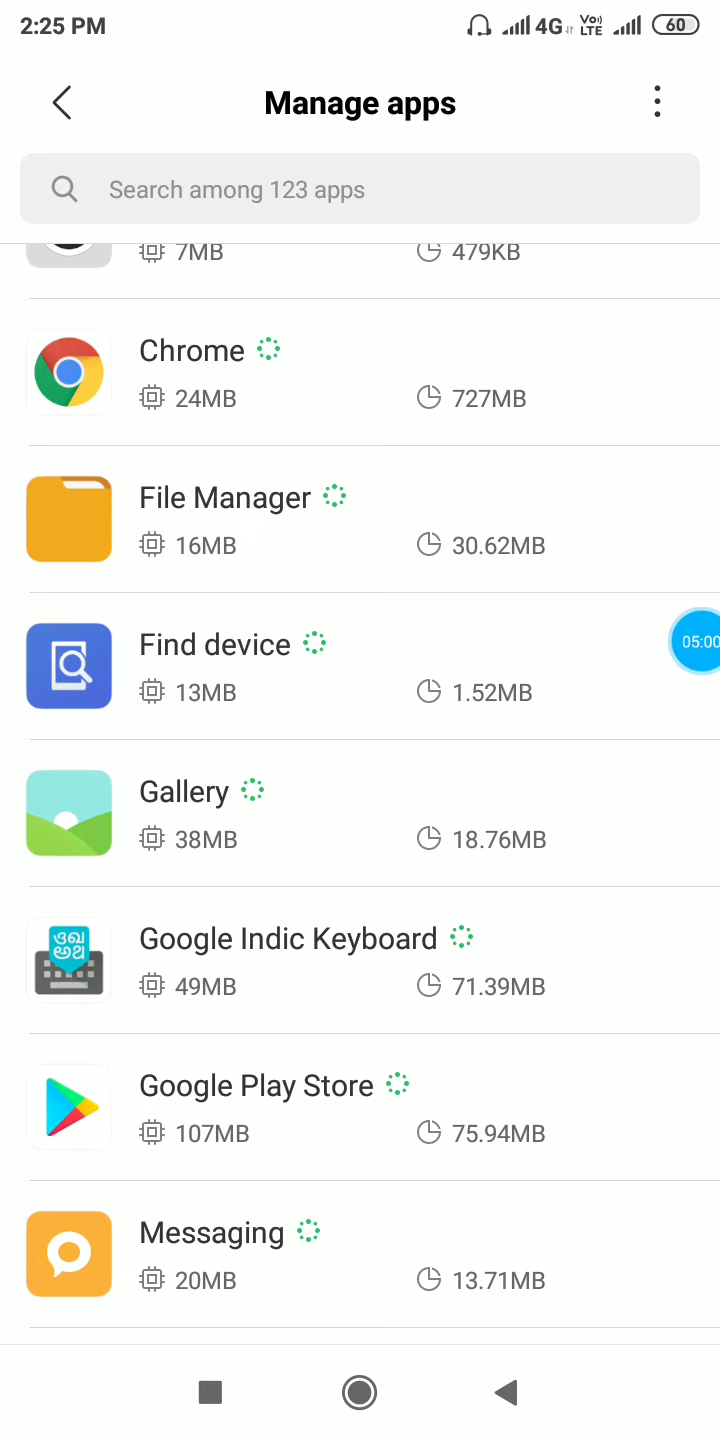 2:25 PM 4G Vo) LTE 60
Manage apps
Search among 123 apps
7MB 479KB
Chrome
24MB 727MB
File Manager
16MB 30.62MB
Find device
13MB 1.52MB
05:00
Gallery
38MB 18.76MB
Google Indic Keyboard
49MB 71.39MB
Google Play Store
107MB 75.94MB
Messaging
20MB 13.71MB